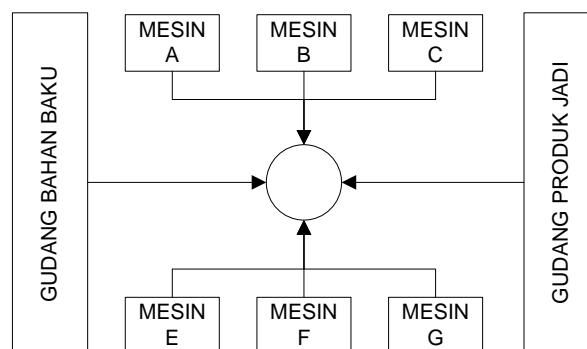 GUDANG BAHAN BAKU
MESIN
A
MESIN
B
MESIN
C
MESIN
E
MESIN
F
MESIN
G
GUDANG PRODUK JADI